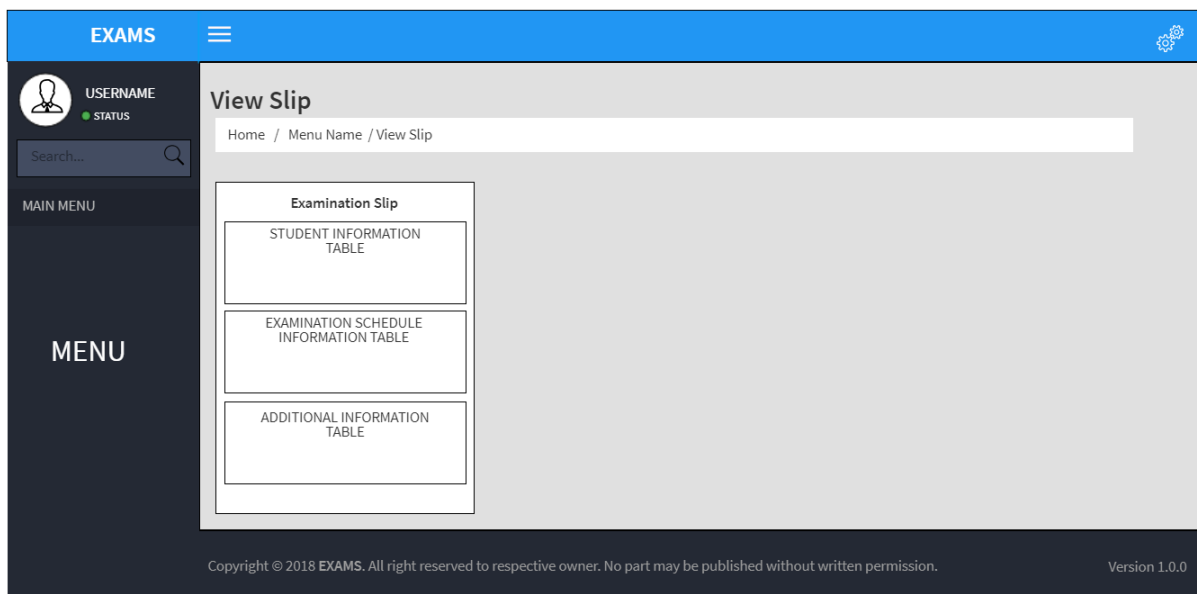 EXAMS
USERNAME
STATUS
Search...
MAIN MENU
MENU
View Slip
Home / Menu Name / View Slip
Examination Slip
STUDENT INFORMATION
TABLE
EXAMINATION SCHEDULE
INFORMATION TABLE
ADDITIONAL INFORMATION
TABLE
Copyright © 2018 EXAMS. All right reserved to respective owner. No part may be published without written permission.
Version 1.0.0